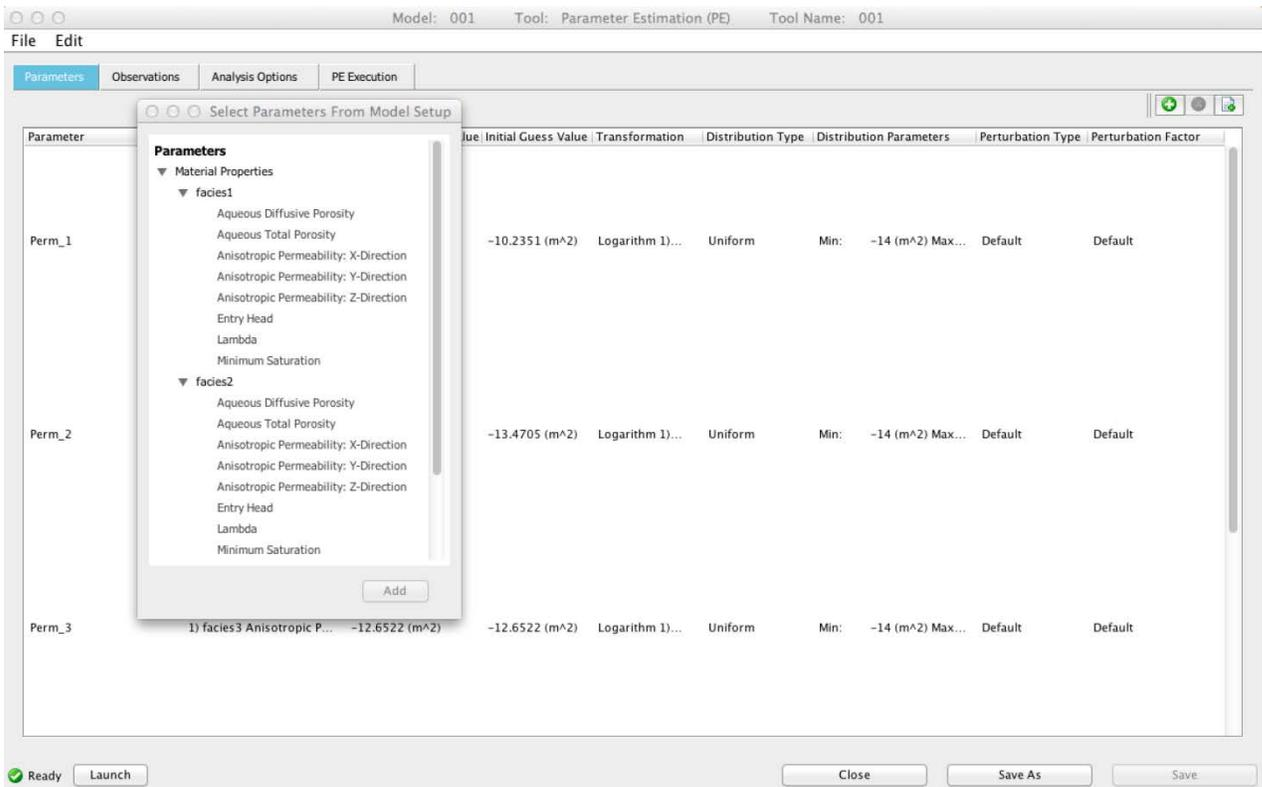 Model: 001 Tool: Parameter Estimation (PE) Tool Name: 001
File Edit
Parameters Observations Analysis Options PE Execution
Select Parameters From Model Setup
Parameter lue Initial Guess Value Transformation Distribution Type Distribution Parameters Perturbation Type Perturbation Factor
Parameters
Material Properties
facies1
Aqueous Diffusive Porosity
Aqueous Total Porosity
Perm_1 -10.2351 (m^2) Logarithm 1)... Uniform Min: -14 (m^2) Max... Default Default
Anisotropic Permeability: X-Direction
Anisotropic Permeability: Y-Direction
Anisotropic Permeability: Z-Direction
Entry Head
Lambda
Minimum Saturation
facies2
Aqueous Diffusive Porosity
Aqueous Total Porosity
Perm_2 -13.4705 (m^2) Logarithm 1)... Uniform Min: -14 (m^2) Max... Default Default
Anisotropic Permeability: X-Direction
Anisotropic Permeability: Y-Direction
Anisotropic Permeability: Z-Direction
Entry Head
Lambda
Minimum Saturation
Add
Perm_3 1) facies3 Anisotropic P... -12.6522 (m^2) -12.6522 (m^2) Logarithm 1)... Uniform Min: -14 (m^2) Max... Default Default
Ready Launch Close Save As Save